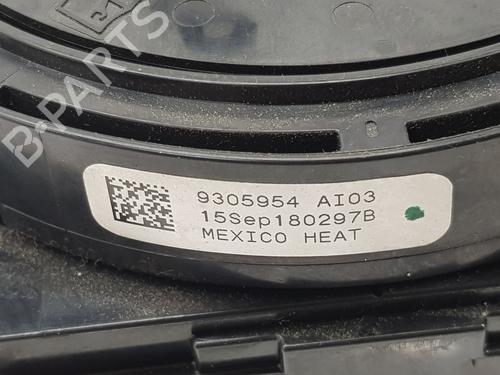 B-PARTS
9305954 AI03
15Sep180297B
MEXICO HEAT